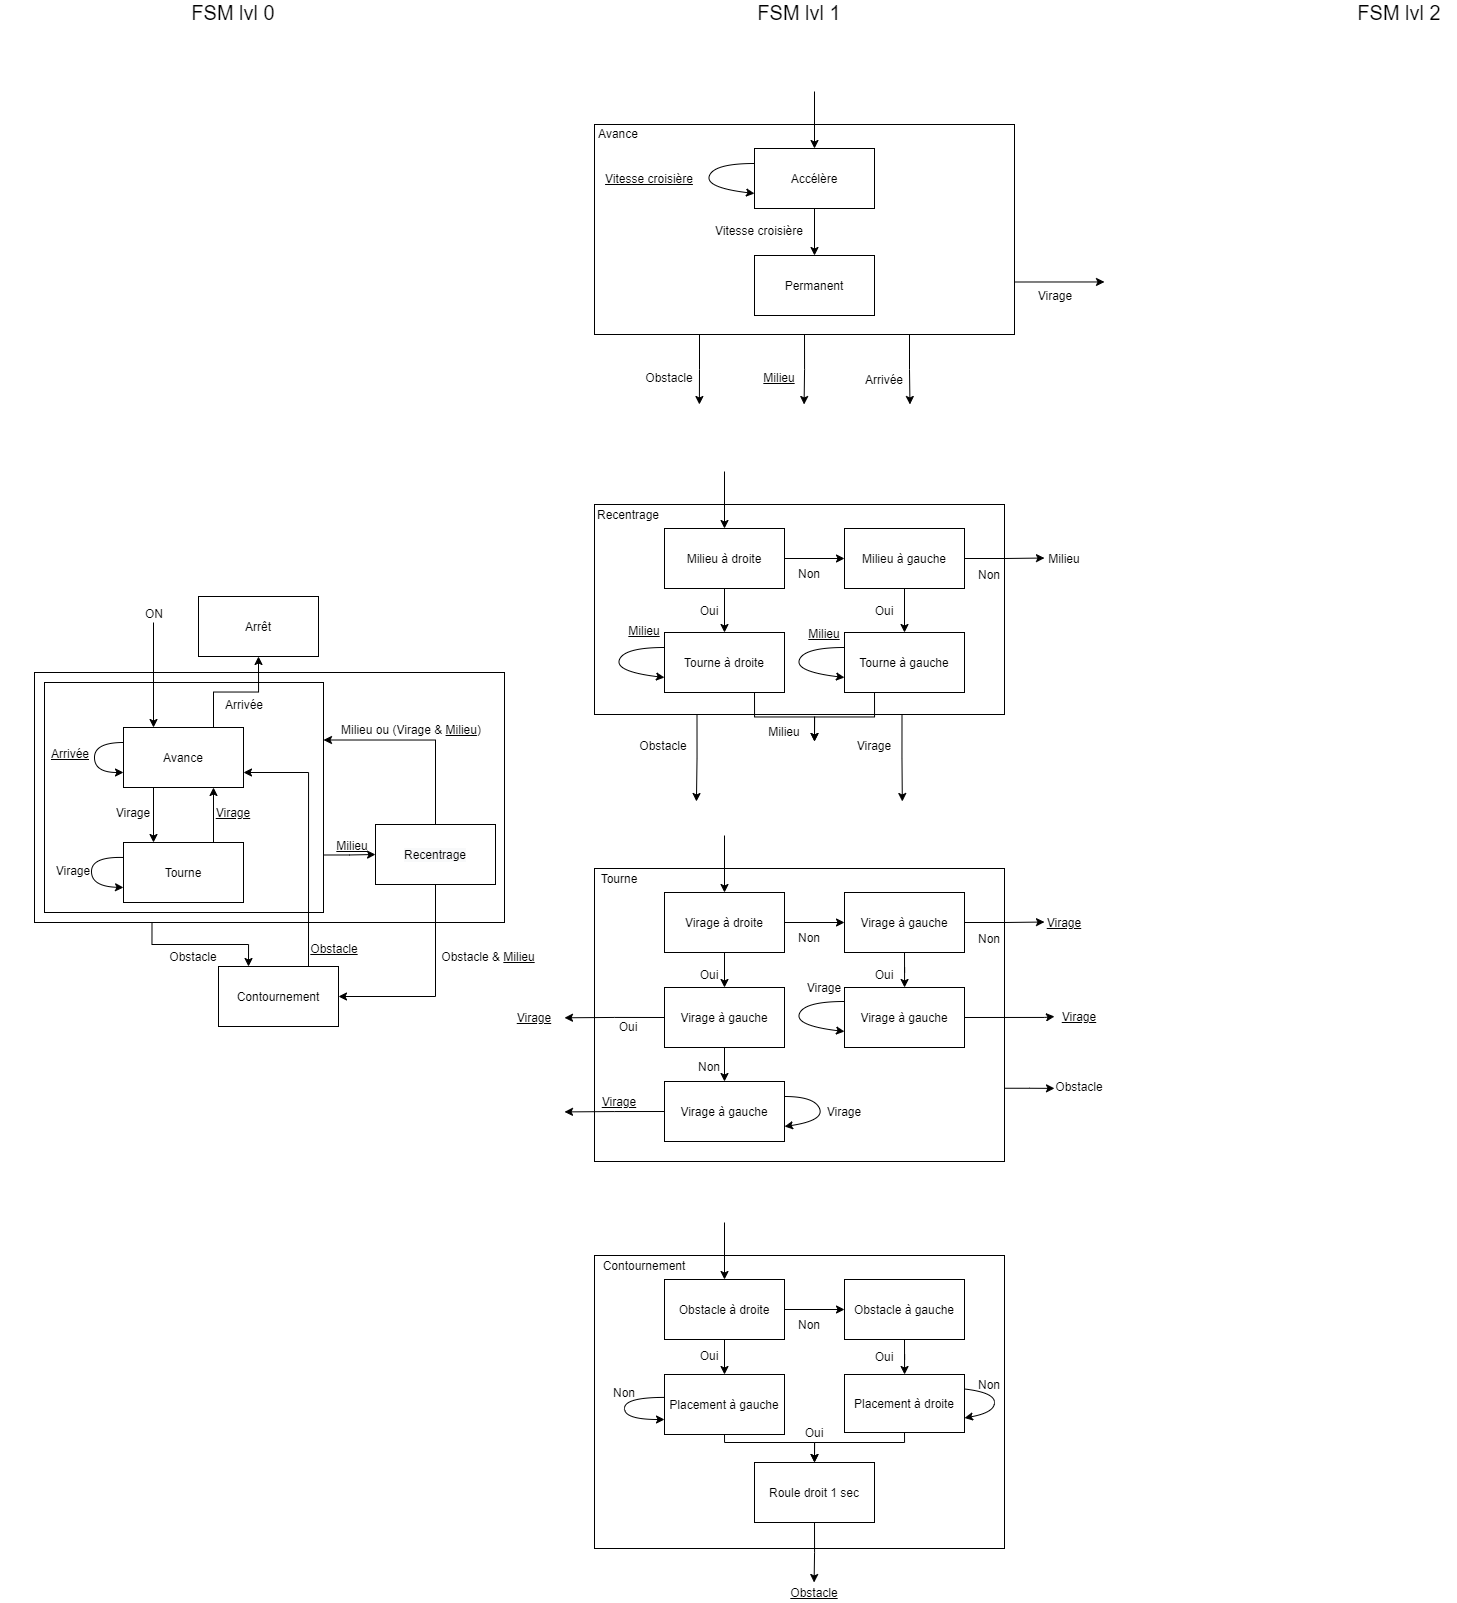 FSM lvl 0
FSM lvl 1
FSM lvl 2
ON
Arrêt
Arrivée
Arrivée
Avance
Milieu ou (Virage & Milieu)
Virage
Virage
Virage
Tourne
Milieu
Recentrage
Obstacle
Obstacle
Obstacle & Milieu
Contournement
Avance
Vitesse croisière
Accélère
Vitesse croisière
Permanent
Virage
Obstacle
Milieu
Arrivée
Recentrage
Milieu à droite
Non
Milieu à gauche
Non
Milieu
Oui
Oui
Milieu
Milieu
Tourne à droite
Tourne à gauche
Milieu
Obstacle
Virage
Tourne
Virage à droite
Non
Virage à gauche
Non
Virage
Oui
Oui
Virage
Virage
Oui
Virage à gauche
Virage à gauche
Virage
Non
Obstacle
Virage
Virage à gauche
Virage
Contournement
Obstacle à droite
Non
Obstacle à gauche
Oui
Oui
Non
Placement à gauche
Placement à droite
Non
Oui
Roule droit 1 sec
Obstacle